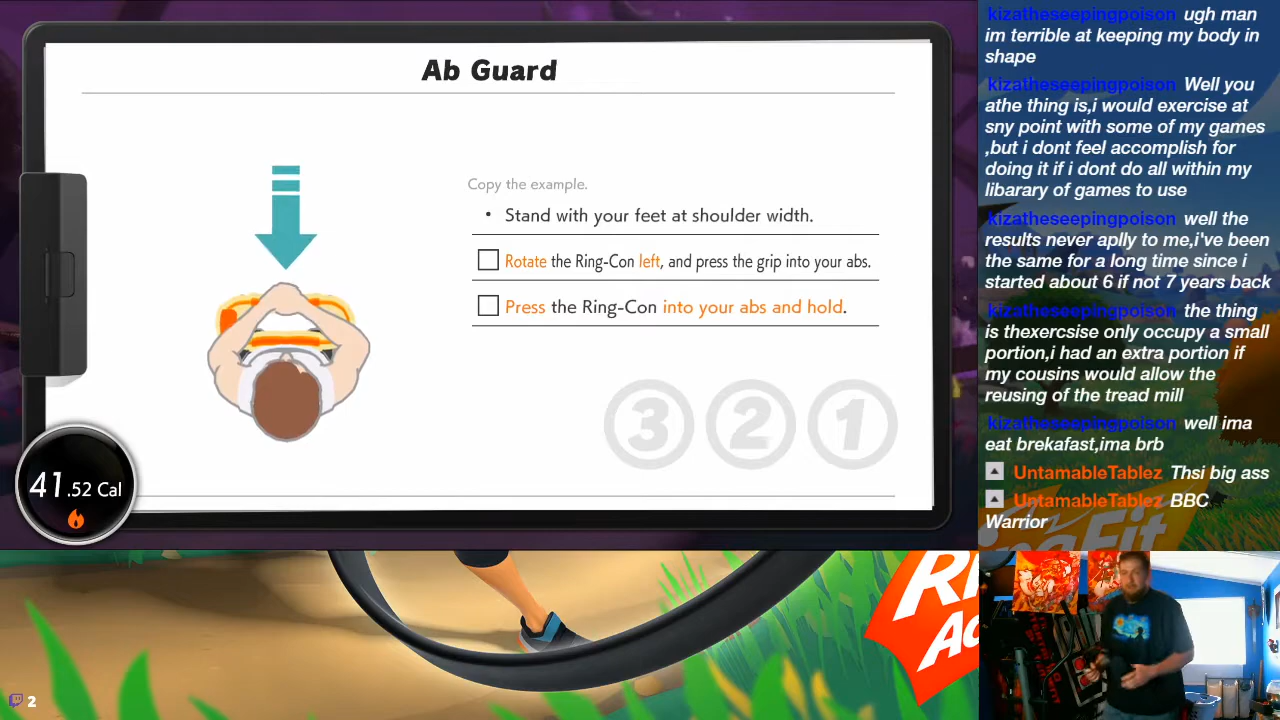 Ab Guard
Copy the example.
• Stand with your feet at shoulder width.
Rotate the Ring-Con left, and press the grip into your abs.
Press the Ring-Con into your abs and hold.
3 2 1
41.52 Cal
2
kizatheseepingpoison ugh man
im terrible at keeping my body in
shape
kizatheseepingpoison Well you
athe thing is,i would exercise at
sny point with some of my games
,but i dont feel accomplish for
doing it if i dont do all within my
libarary of games to use
kizatheseepingpoison well the
results never aply to me,i've been
the same for a long time since i
started about 6 if not 7 years back
kizatheseepingpoison the thing
is thexercsise only occupy a small
portion,i had an extra portion if
my cousins would allow the
reusing of the tread mill
kizatheseepingpoison well ima
eat brekafast,ima brb
UntamableTablez Thsi big ass
UntamableTablez BBC
Warrior